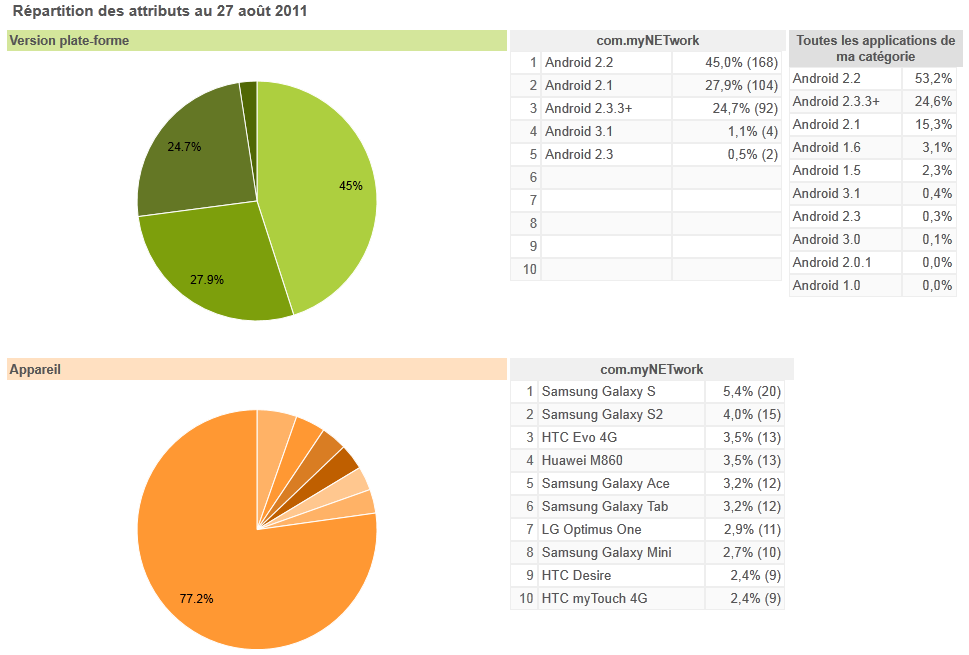 Répartition des attributs au 27 août 2011
Version plate-forme
45%
27.9%
24.7%
com.myNETwork
1 Android 2.2 45,0% (168)
2 Android 2.1 27,9% (104)
3 Android 2.3.3+ 24,7% (92)
4 Android 3.1 1,1% (4)
5 Android 2.3 0,5% (2)
6
7
8
9
10
Toutes les applications de
ma catégorie
Android 2.2 53,2%
Android 2.3.3+ 24,6%
Android 2.1 15,3%
Android 1.6 3,1%
Android 1.5 2,3%
Android 3.1 0,4%
Android 2.3 0,3%
Android 3.0 0,1%
Android 2.0.1 0,0%
Android 1.0 0,0%
Appareil
77.2%
com.myNETwork
1 Samsung Galaxy S 5,4% (20)
2 Samsung Galaxy S2 4,0% (15)
3 HTC Evo 4G 3,5% (13)
4 Huawei M860 3,5% (13)
5 Samsung Galaxy Ace 3,2% (12)
6 Samsung Galaxy Tab 3,2% (12)
7 LG Optimus One 2,9% (11)
8 Samsung Galaxy Mini 2,7% (10)
9 HTC Desire 2,4% (9)
10 HTC myTouch 4G 2,4% (9)